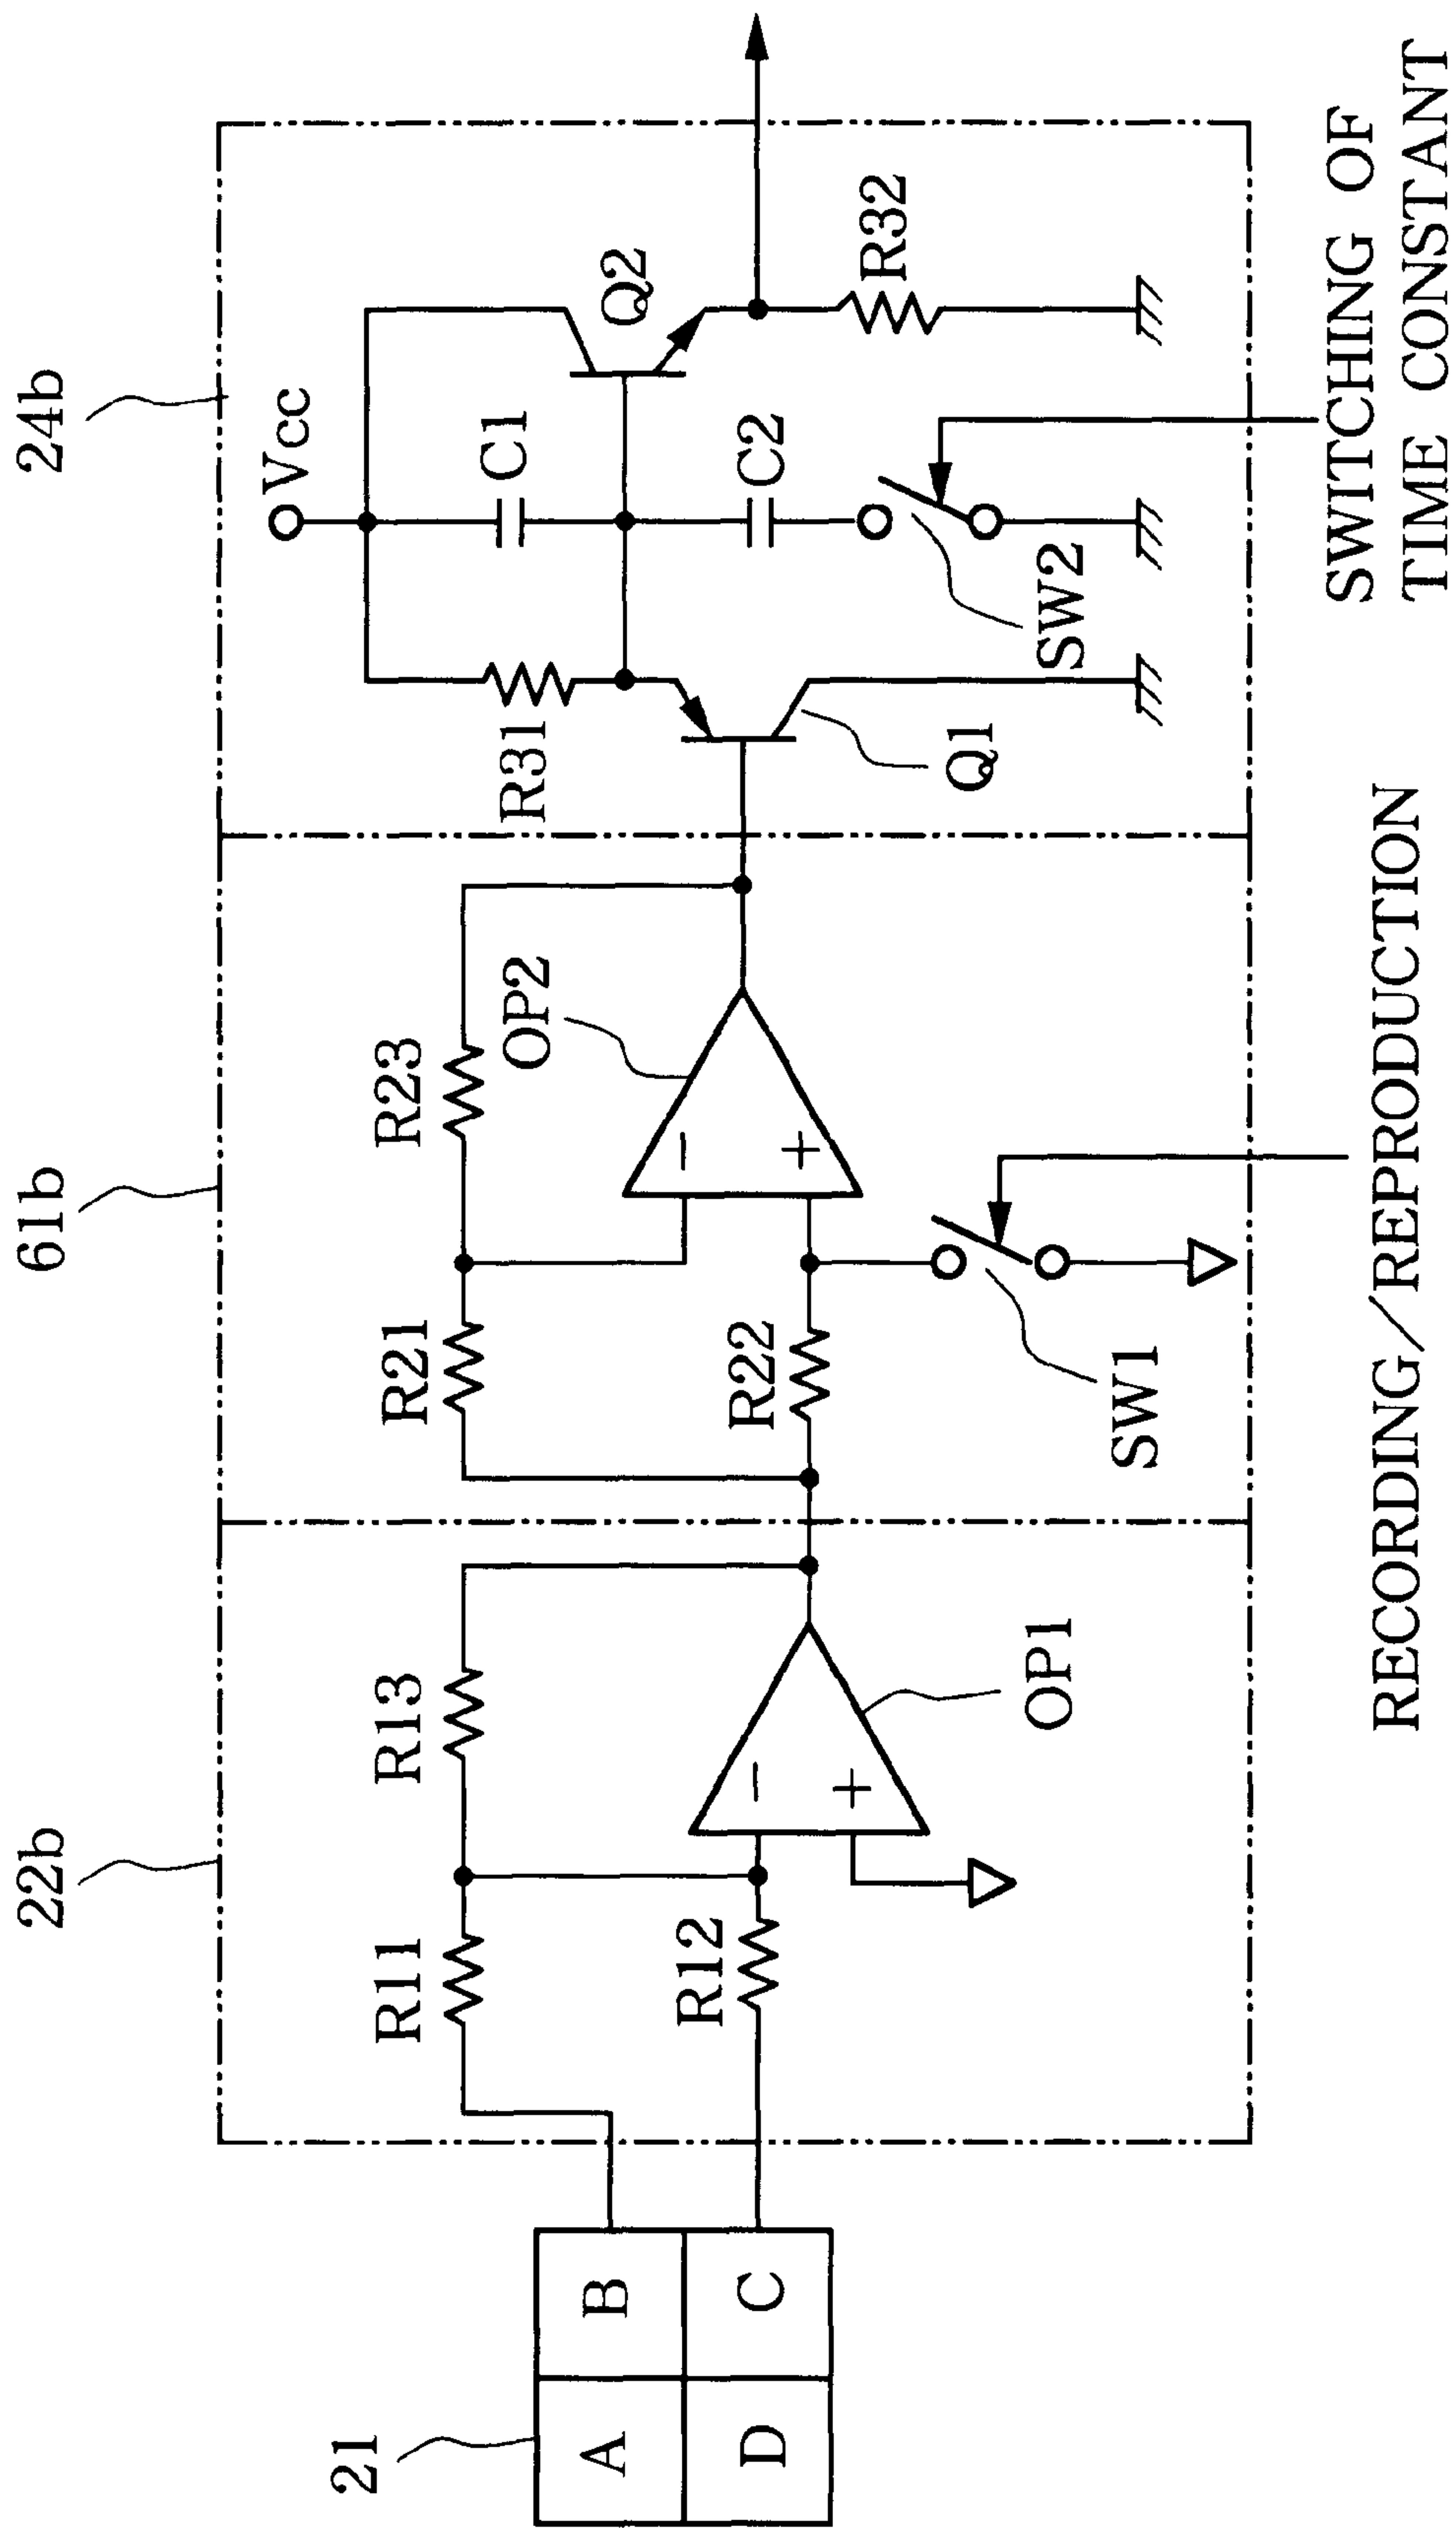 22b
61b
24b
Vcc
R11
R13
R21
R23
R31
C1
Q2
OP2
21
A
B
D
C
R12
−
+
OP1
R22
−
+
SW1
Q1
C2
SW2
R32
RECORDING/REPRODUCTION
SWITCHING OF
TIME CONSTANT